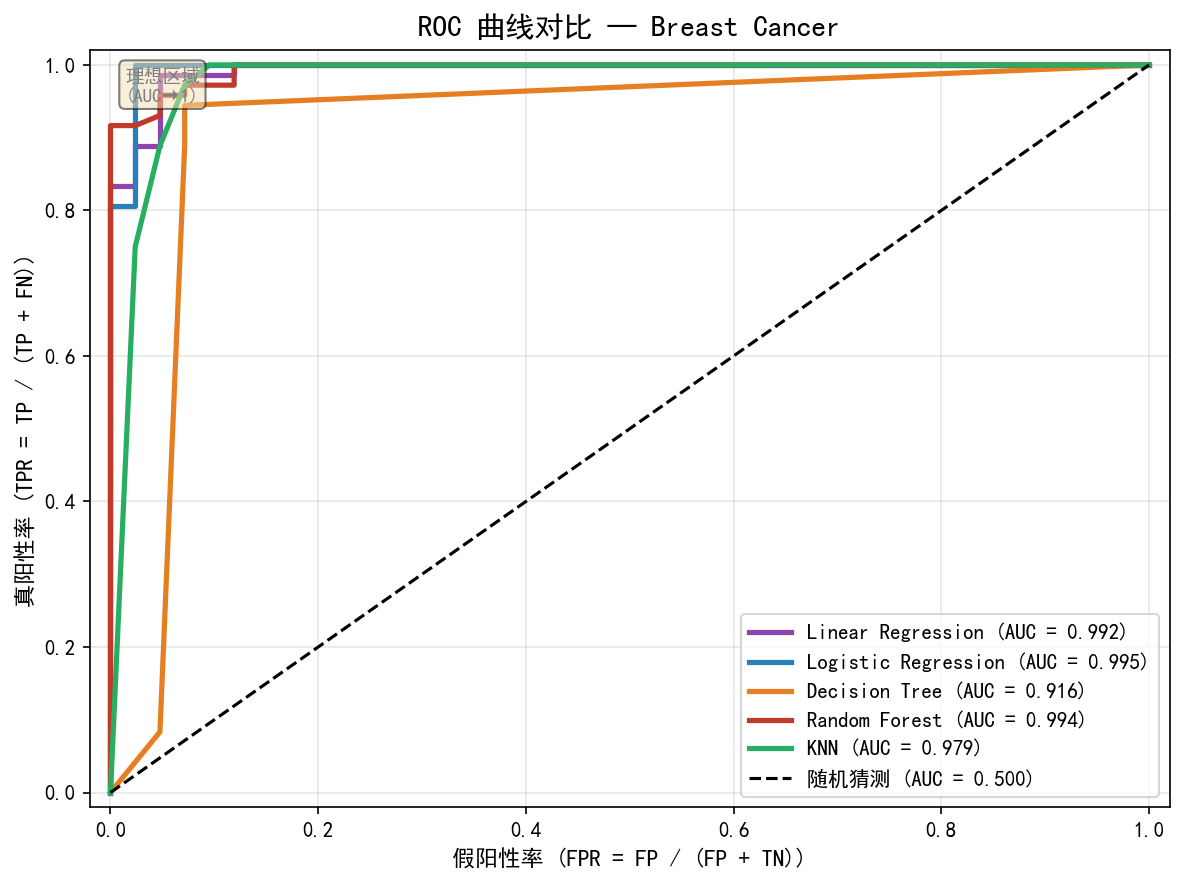 ROC 曲线对比 —— Breast Cancer
理想区域
(AUC→1)
1.0
0.8
0.6
0.4
0.2
0.0
真阳性率 (TPR = TP / (TP + FN))
Linear Regression (AUC = 0.992)
Logistic Regression (AUC = 0.995)
Decision Tree (AUC = 0.916)
Random Forest (AUC = 0.994)
KNN (AUC = 0.979)
随机猜测 (AUC = 0.500)
0.0 0.2 0.4 0.6 0.8 1.0
假阳性率 (FPR = FP / (FP + TN))